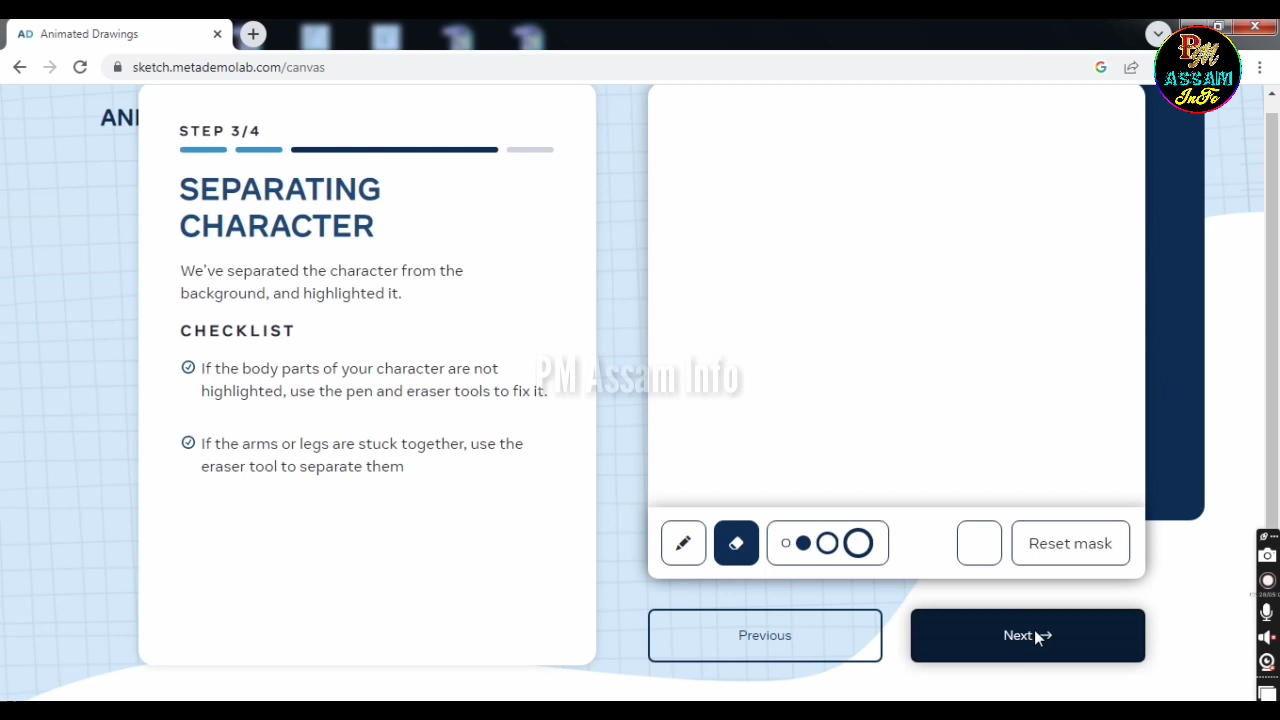 AD Animated Drawings
sketch.metademolab.com/canvas
PM
ASSAM
InFo
ANI
STEP 3/4
SEPARATING
CHARACTER
We've separated the character from the
background, and highlighted it.
CHECKLIST
If the body parts of your character are not
highlighted, use the pen and eraser tools to fix it.
If the arms or legs are stuck together, use the
eraser tool to separate them
PM Assam Info
Reset mask
Previous
Next